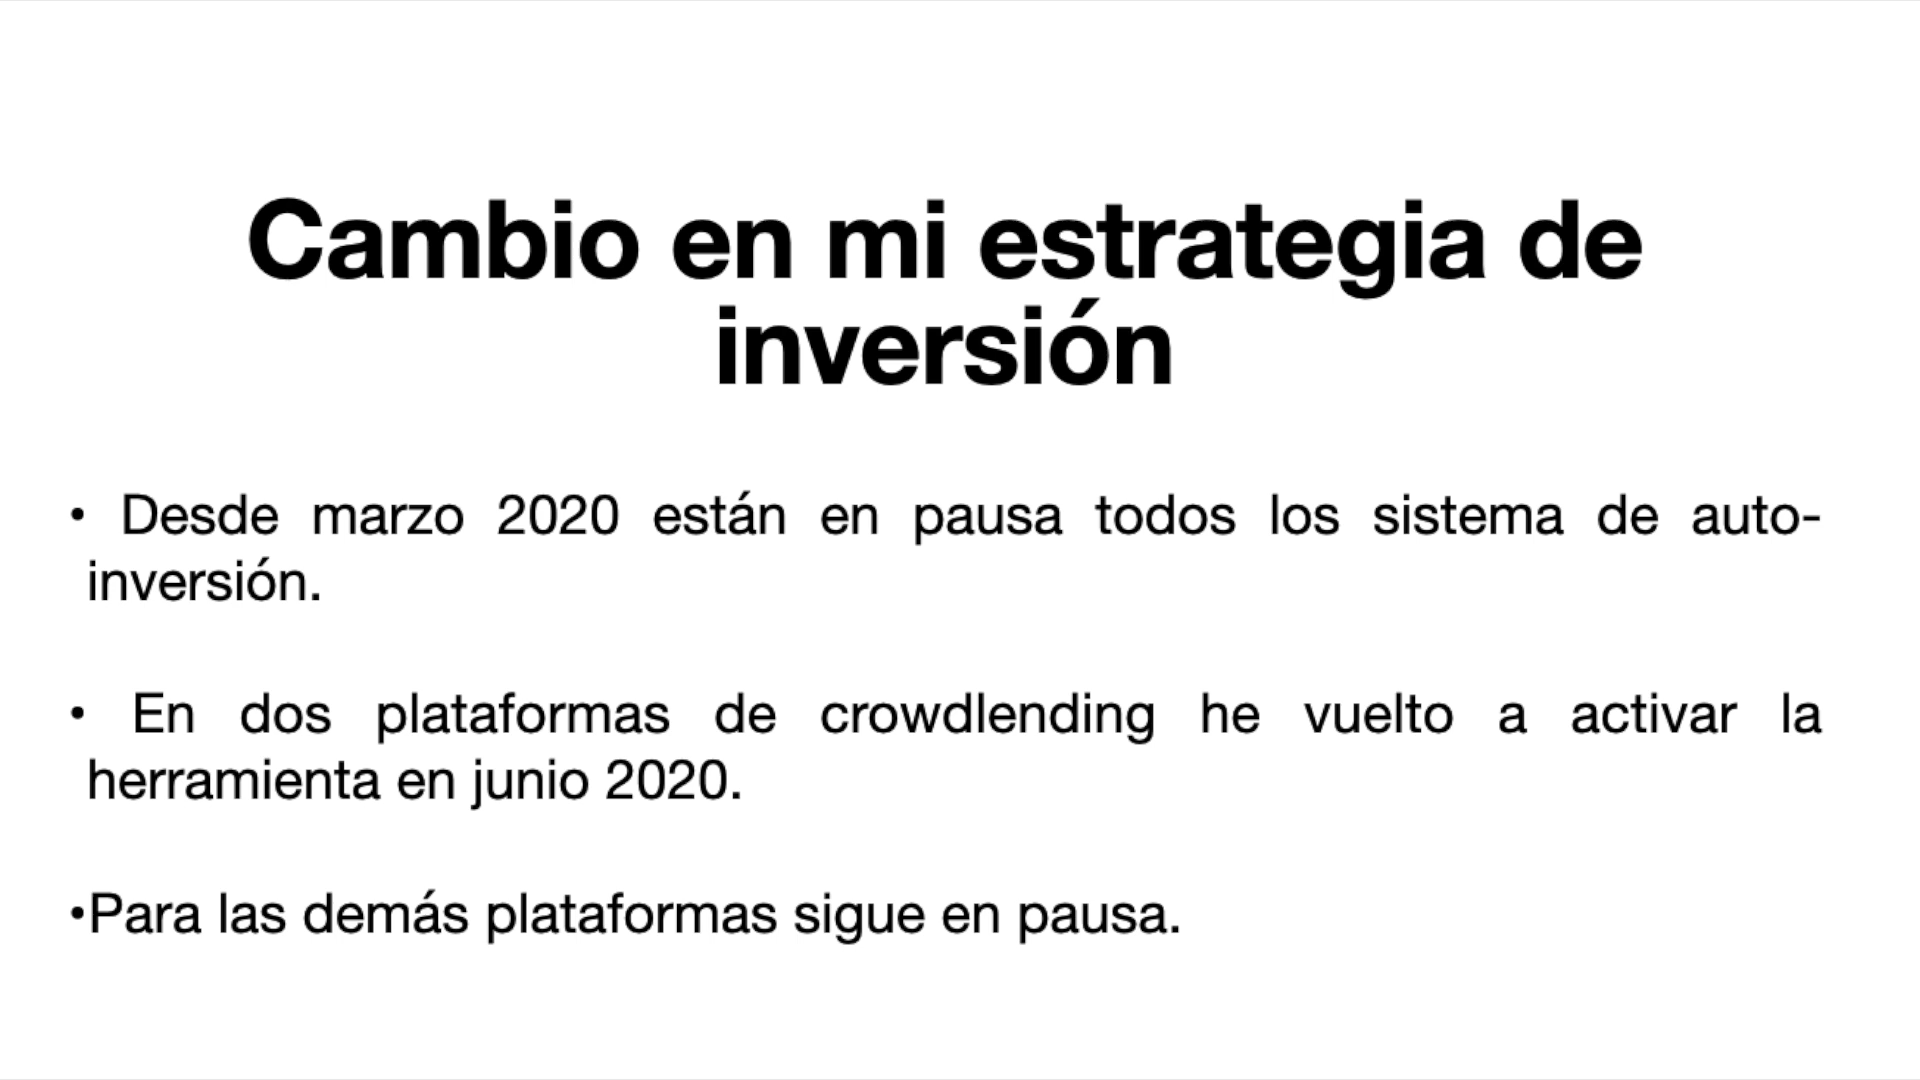 Cambio en mi estrategia de
inversión
• Desde marzo 2020 están en pausa todos los sistema de auto-
inversión.
• En dos plataformas de crowdlending he vuelto a activar la
herramienta en junio 2020.
•Para las demás plataformas sigue en pausa.